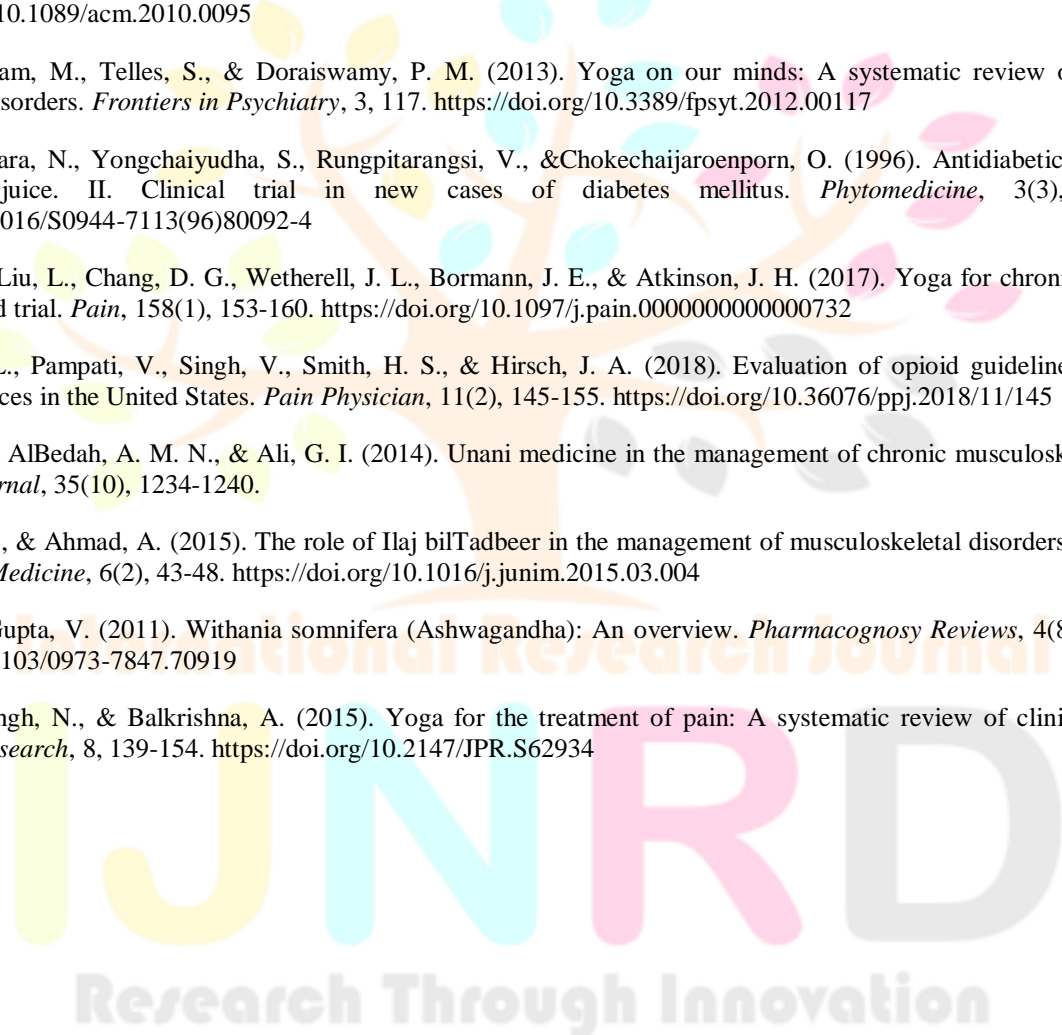 10.1089/acm.2010.0095
am, M., Telles, S., & Doraiswamy, P. M. (2013). Yoga on our minds: A systematic review o
sorders. Frontiers in Psychiatry, 3, 117. https://doi.org/10.3389/fpsyt.2012.00117
ara, N., Yongchaiyudha, S., Rungpitarangsi, V., &Chokechaijaroenporn, O. (1996). Antidiabetic
juice. II. Clinical trial in new cases of diabetes mellitus. Phytomedicine, 3(3),
016/S0944-7113(96)80092-4
Liu, L., Chang, D. G., Wetherell, J. L., Bormann, J. E., & Atkinson, J. H. (2017). Yoga for chroni
d trial. Pain, 158(1), 153-160. https://doi.org/10.1097/j.pain.0000000000000732
L., Pampati, V., Singh, V., Smith, H. S., & Hirsch, J. A. (2018). Evaluation of opioid guideline
ces in the United States. Pain Physician, 11(2), 145-155. https://doi.org/10.36076/ppj.2018/11/145
AlBedah, A. M. N., & Ali, G. I. (2014). Unani medicine in the management of chronic musculosk
rnal, 35(10), 1234-1240.
., & Ahmad, A. (2015). The role of Ilaj bilTadbeer in the management of musculoskeletal disorders
Medicine, 6(2), 43-48. https://doi.org/10.1016/j.junim.2015.03.004
Gupta, V. (2011). Withania somnifera (Ashwagandha): An overview. Pharmacognosy Reviews, 4(8
International Research Journal
103/0973-7847.70919
ngh, N., & Balkrishna, A. (2015). Yoga for the treatment of pain: A systematic review of clini
search, 8, 139-154. https://doi.org/10.2147/JPR.S62934
IJNRD
Research Through Innovation